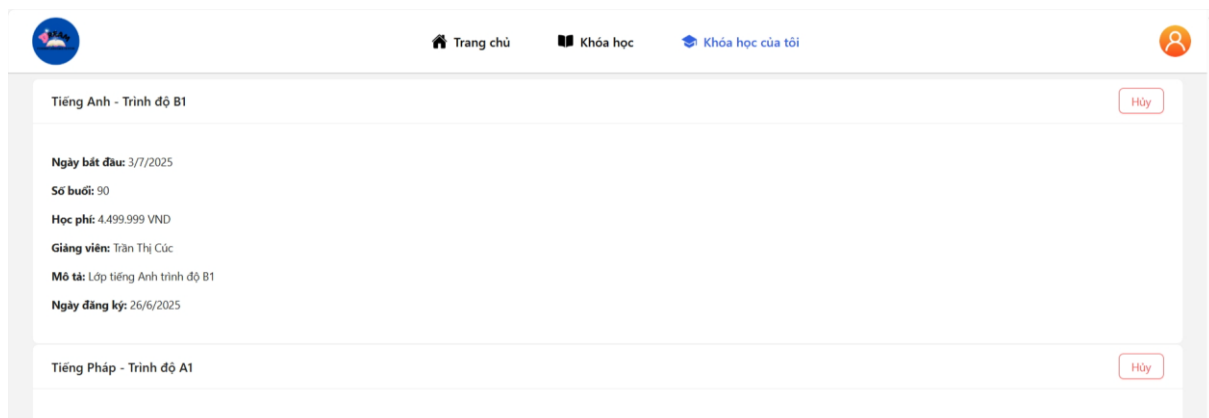 Trang chủ Khóa học Khóa học của tôi
Tiếng Anh - Trình độ B1 Hủy
Ngày bắt đầu: 3/7/2025
Số buổi: 90
Học phí: 4.499.999 VND
Giảng viên: Trần Thị Cúc
Mô tả: Lớp tiếng Anh trình độ B1
Ngày đăng ký: 26/6/2025
Tiếng Pháp - Trình độ A1 Hủy